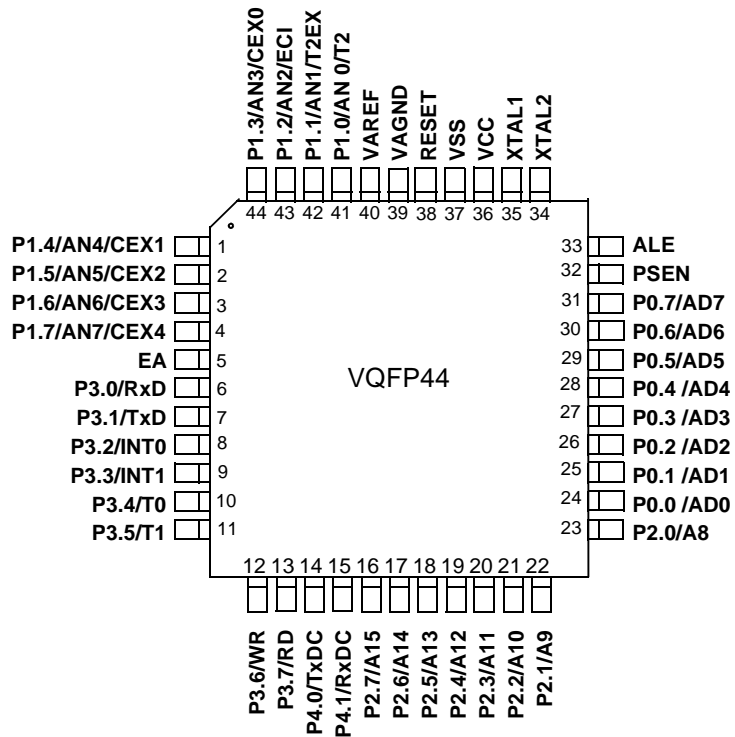 P1.3/AN3/CEX0
P1.2/AN2/ECI
P1.1/AN1/T2EX
P1.0/AN 0/T2
VAREF
VAGND
RESET
VSS
VCC
XTAL1
XTAL2
44 43 42 41 40 39 38 37 36 35 34
P1.4/AN4/CEX1 1
P1.5/AN5/CEX2 2
P1.6/AN6/CEX3 3
P1.7/AN7/CEX4 4
EA 5
P3.0/RxD 6
P3.1/TxD 7
P3.2/INT0 8
P3.3/INT1 9
P3.4/T0 10
P3.5/T1 11
VQFP44
33 ALE
32 PSEN
31 P0.7/AD7
30 P0.6/AD6
29 P0.5/AD5
28 P0.4 /AD4
27 P0.3 /AD3
26 P0.2 /AD2
25 P0.1 /AD1
24 P0.0 /AD0
23 P2.0/A8
12 13 14 15 16 17 18 19 20 21 22
P3.6/WR
P3.7/RD
P4.0/TxDC
P4.1/RxDC
P2.7/A15
P2.6/A14
P2.5/A13
P2.4/A12
P2.3/A11
P2.2/A10
P2.1/A9